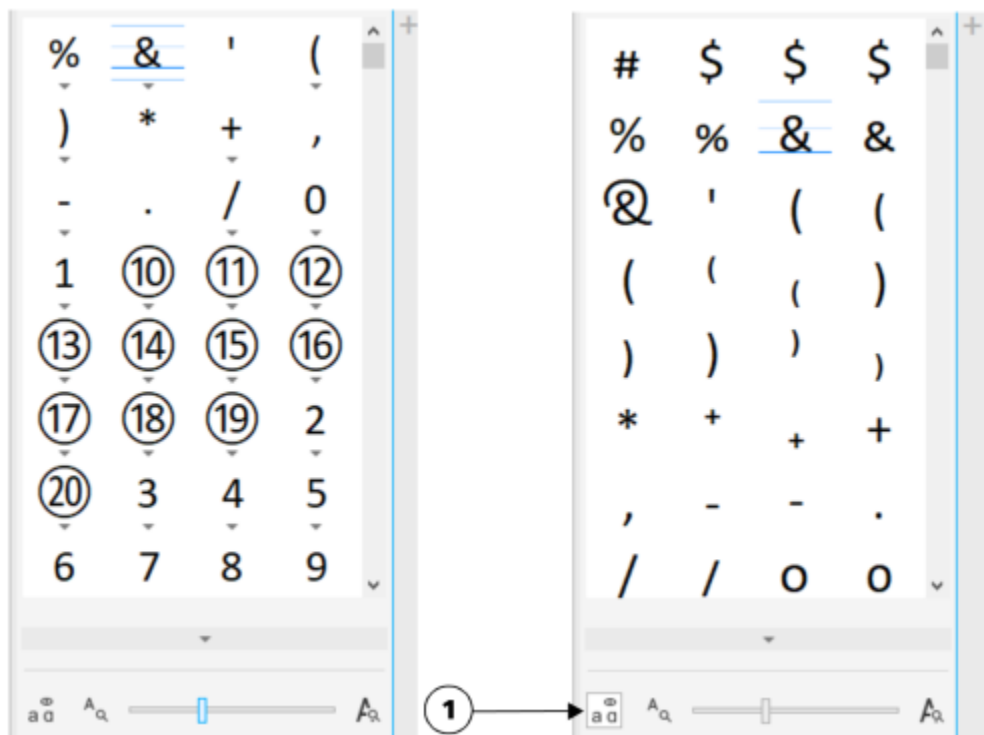 % & ' (
) * + ,
- . / 0
1 ⑩ ⑪ ⑫
⑬ ⑭ ⑮ ⑯
⑰ ⑱ ⑲ 2
⑳ 3 4 5
6 7 8 9
a a A A
# $ $ $
% % & &
& ' ( (
( ( ( )
) ) ) )
* + + +
, - - .
/ / o o
1 a a A A